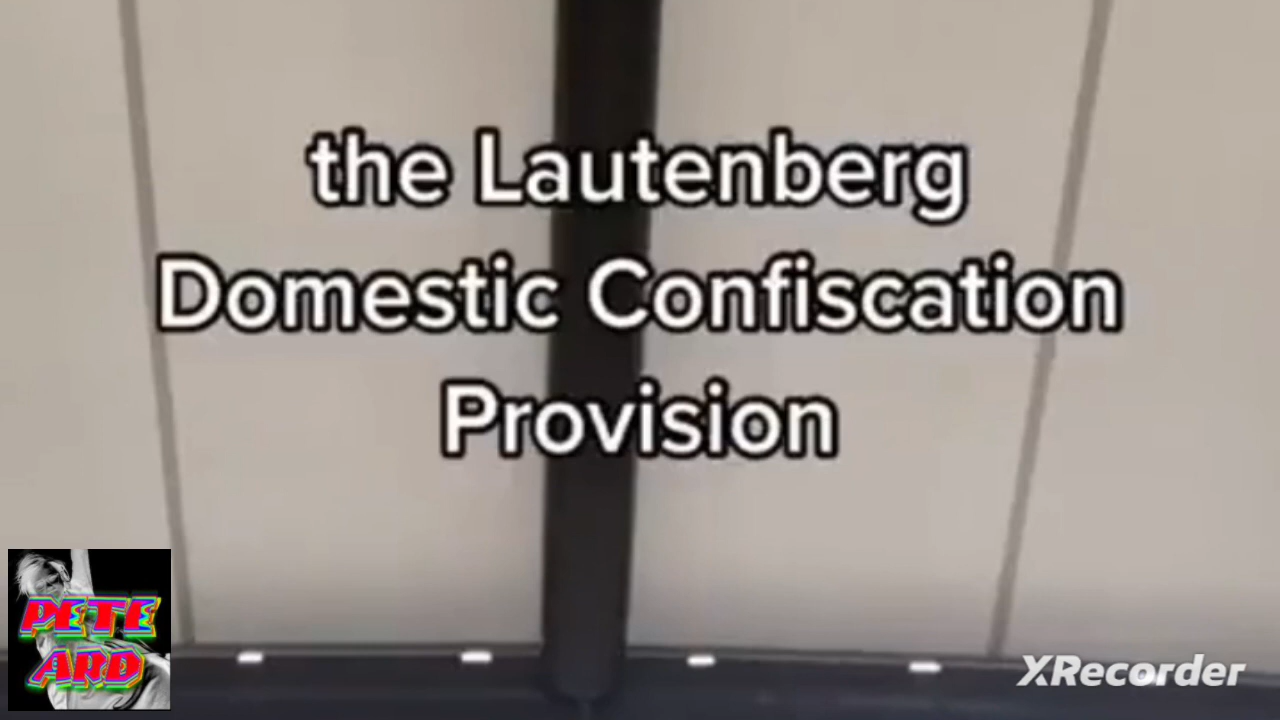 the Lautenberg
Domestic Confiscation
Provision
PETE
ARD
XRecorder